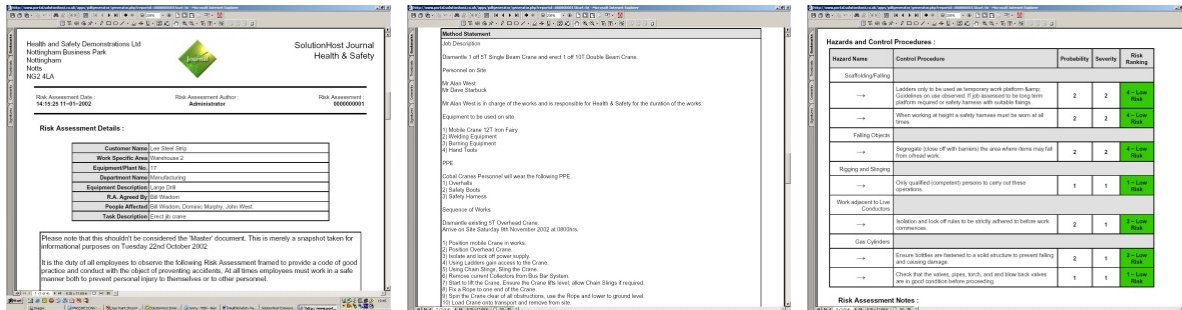 Health and Safety Demonstrations Ltd
Nottingham Business Park
Nottingham
Notts
NG2 4LA
SolutionHost Journal
Health & Safety
Risk Assessment Date :
14:15:25 11-01-2002
Risk Assessment Author :
Administrator
Risk Assessment :
0000000001
Risk Assessment Details :
Customer Name Lee Steel Strip
Work Specific Area Warehouse 2
Equipment/Plant No. 17
Department Name Manufacturing
Equipment Description Large Drill
R.A. Agreed By Bill Wisdom
People Affected Bill Wisdom, Dominic Murphy, John West.
Task Description Erect jib crane
Please note that this shouldn't be considered the 'Master' document. This is merely a snapshot taken for
informational purposes on Tuesday 22nd October 2002
It is the duty of all employees to observe the following Risk Assessment framed to provide a code of good
practice and conduct with the object of preventing accidents, At all times employees must work in a safe
manner both to prevent personal injury to themselves or to other personnel.
Method Statement
Job Description
Dismantle 1 off 5T Single Beam Crane and erect 1 off 10T Double Beam Crane.
Personnel on Site
Mr Alan West
Mr Dave Starbuck
Mr Alan West is in charge of the works and is responsible for Health & Safety for the duration of the works.
Equipment to be used on site
1) Mobile Crane 12T Iron Fairy
2) Welding Equipment
3) Burning Equipment
4) Hand Tools
PPE
Cobal Cranes Personnel will wear the following PPE.
1) Overhalls
2) Safety Boots
3) Safety Harness
Sequence of Works
Dismantle existing 5T Overhead Crane.
Arrive on Site Saturday 9th November 2002 at 0800hrs.
1) Position mobile Crane in works.
2) Position Overhead Crane.
3) Isolate and lock off power supply.
4) Using Ladders gain access to the Crane.
5) Using Chain Slings, Sling the Crane.
6) Remove current Collectors from Bus Bar System.
7) Start to lift the Crane. Ensure the Crane lifts level, allow Chain Slings if required.
8) Fix a Rope to one end of the Crane.
9) Spin the Crane clear of all obstructions, use the Rops and lower to ground level.
10) Load Crane onto transport and remove from site.
Hazards and Control Procedures :
Hazard Name Control Procedure Probability Severity Risk Ranking
Scoffolding/Falling
→ Ladders only to be used as temporary work platform &amp;
Guidelines on use observed. If job assessed to be long term
platform required or safety harness with suitable fixings.
2 2 4 – Low Risk
→ When working at height a safety harness must be worn at all
times
2 2 4 – Low Risk
Falling Objects
→ Segregate (close off with barriers) the area where items may fall
from ofhead work.
2 2 4 – Low Risk
Rigging and Slinging
→ Only qualified (competent) persons to carry out these
operations
1 1 1 – Low Risk
Work adjacent to Live
Conductors
→ Isolation and lock off rules to be strictly adhered to before work
commences.
2 1 2 – Low Risk
Gas Cylinders
→ Ensure bottles are fastened to a solid structure to prevent falling
and causing damage.
2 1 2 – Low Risk
→ Check that the valves, pipes, torch, and and blow back valves
are in good condition before proceeding.
1 1 1 – Low Risk
Risk Assessment Notes :